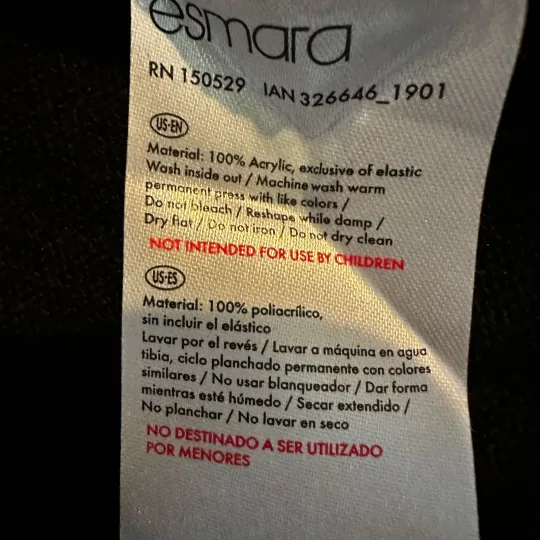 esmara
RN 150529 IAN 326646_1901
US-EN
Material: 100% Acrylic, exclusive of elastic
Wash inside out / Machine wash warm
permanent press with like colors /
Do not bleach / Reshape while damp /
Dry flat / Do not iron / Do not dry clean
NOT INTENDED FOR USE BY CHILDREN
US-ES
Material: 100% poliacrílico,
sin incluir el elástico
Lavar por el revés / Lavar a máquina en agua
tibia, ciclo planchado permanente con colores
similares / No usar blanqueador / Dar forma
mientras esté húmedo / Secar extendido /
No planchar / No lavar en seco
NO DESTINADO A SER UTILIZADO
POR MENORES